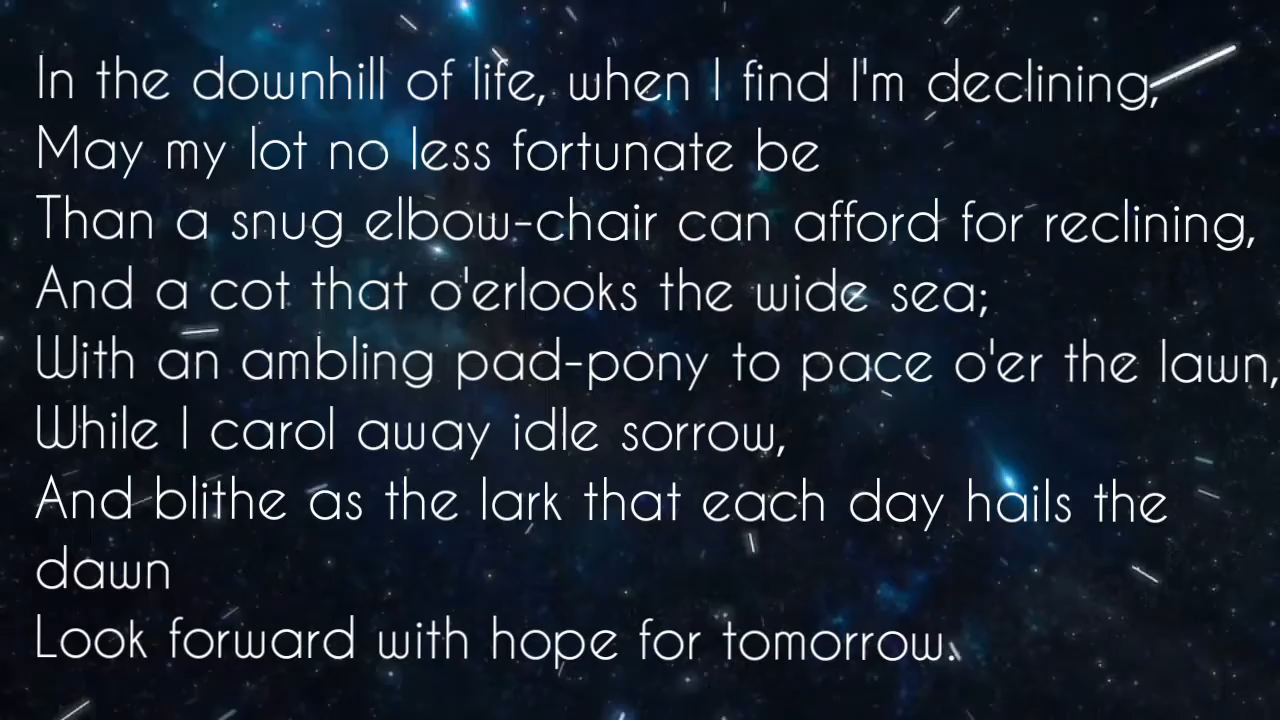 In the downhill of life, when I find I'm declining,
May my lot no less fortunate be
Than a snug elbow-chair can afford for reclining,
And a cot that o'erlooks the wide sea;
With an ambling pad-pony to pace o'er the lawn,
While I carol away idle sorrow,
And blithe as the lark that each day hails the
dawn
Look forward with hope for tomorrow.